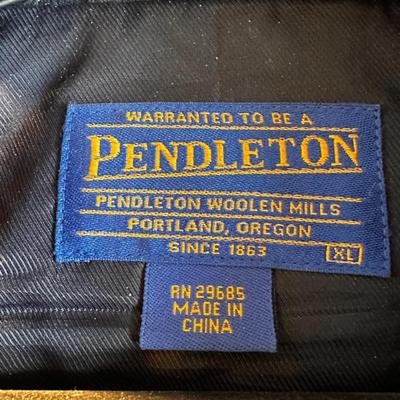 WARRANTED TO BE A
PENDLETON
PENDLETON WOOLEN MILLS
PORTLAND, OREGON
SINCE 1863
XL
RN 29685
MADE IN
CHINA